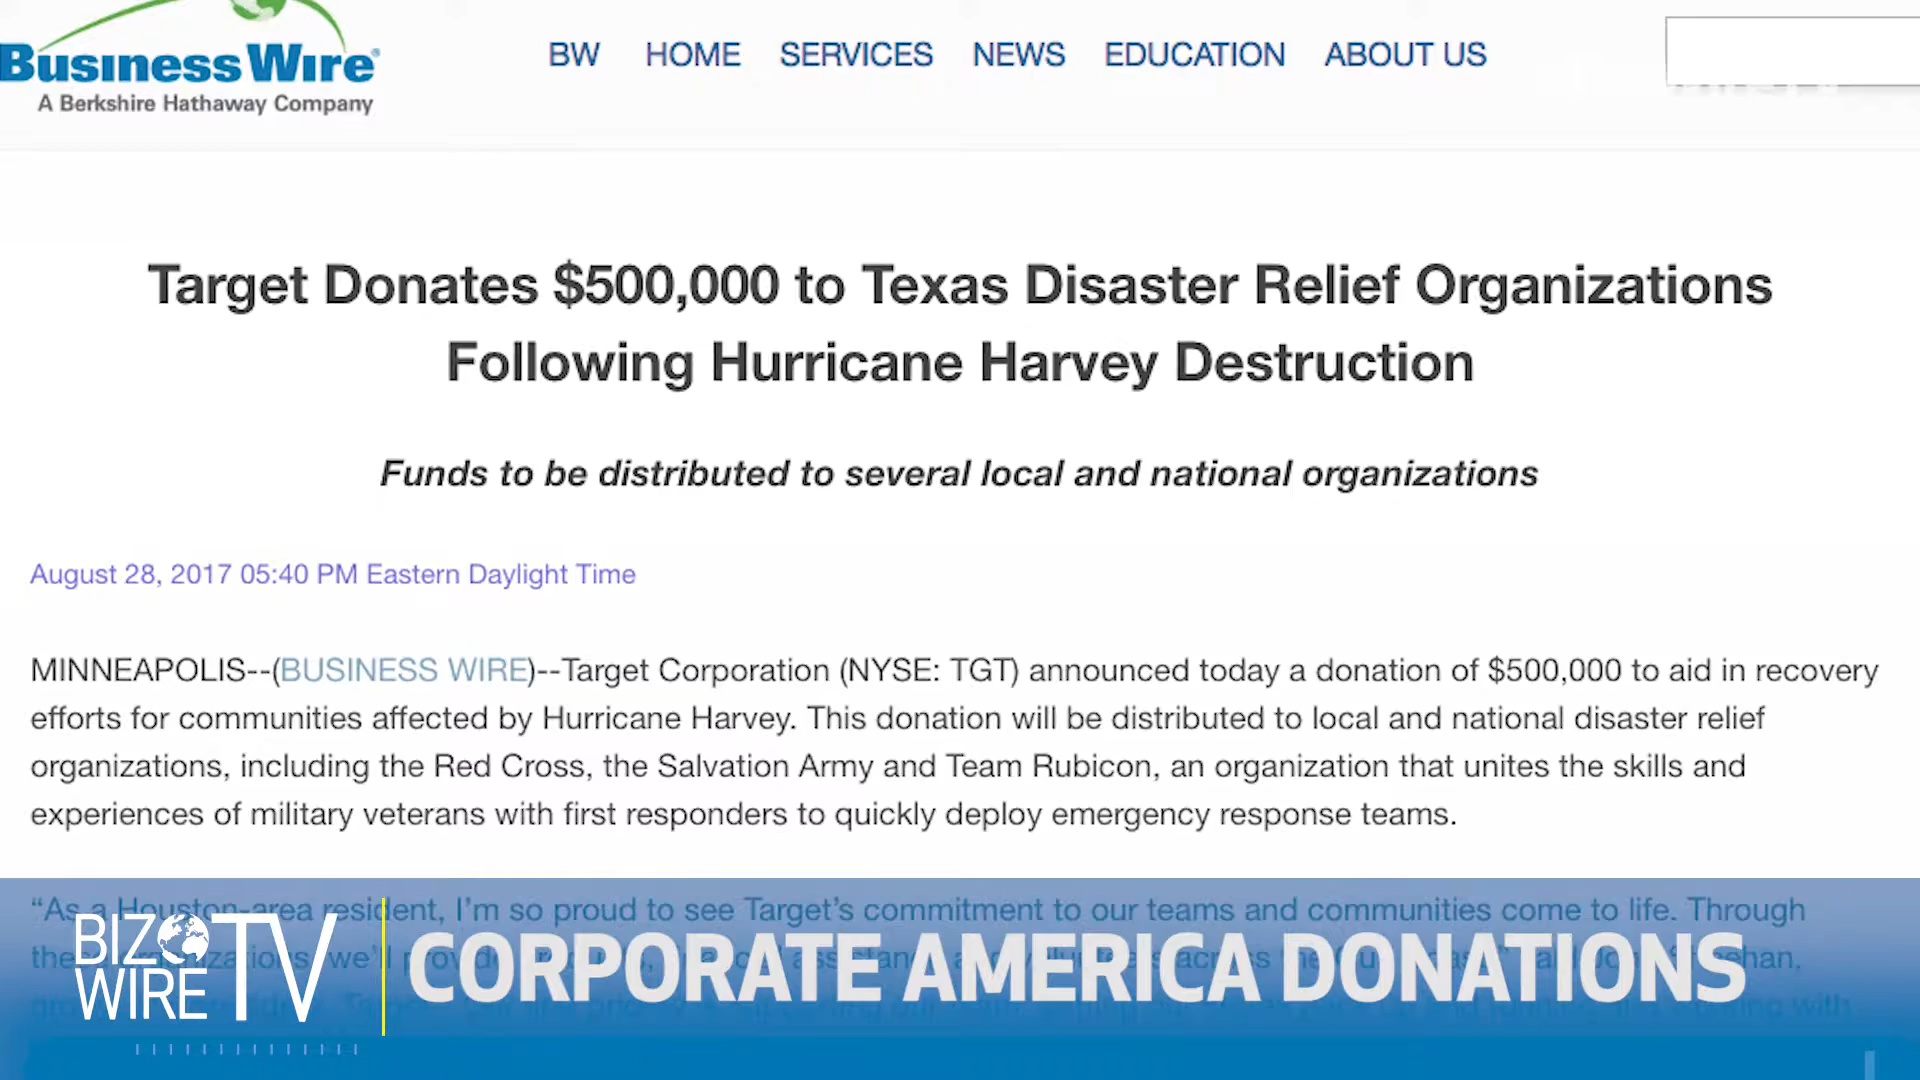 Business Wire®
A Berkshire Hathaway Company
BW HOME SERVICES NEWS EDUCATION ABOUT US
Target Donates $500,000 to Texas Disaster Relief Organizations
Following Hurricane Harvey Destruction
Funds to be distributed to several local and national organizations
August 28, 2017 05:40 PM Eastern Daylight Time
MINNEAPOLIS--(BUSINESS WIRE)--Target Corporation (NYSE: TGT) announced today a donation of $500,000 to aid in recovery
efforts for communities affected by Hurricane Harvey. This donation will be distributed to local and national disaster relief
organizations, including the Red Cross, the Salvation Army and Team Rubicon, an organization that unites the skills and
experiences of military veterans with first responders to quickly deploy emergency response teams.
“As a Houston-area resident, I’m so proud to see Target’s commitment to our teams and communities come to life. Through
BIZ WIRE TV
CORPORATE AMERICA DONATIONS